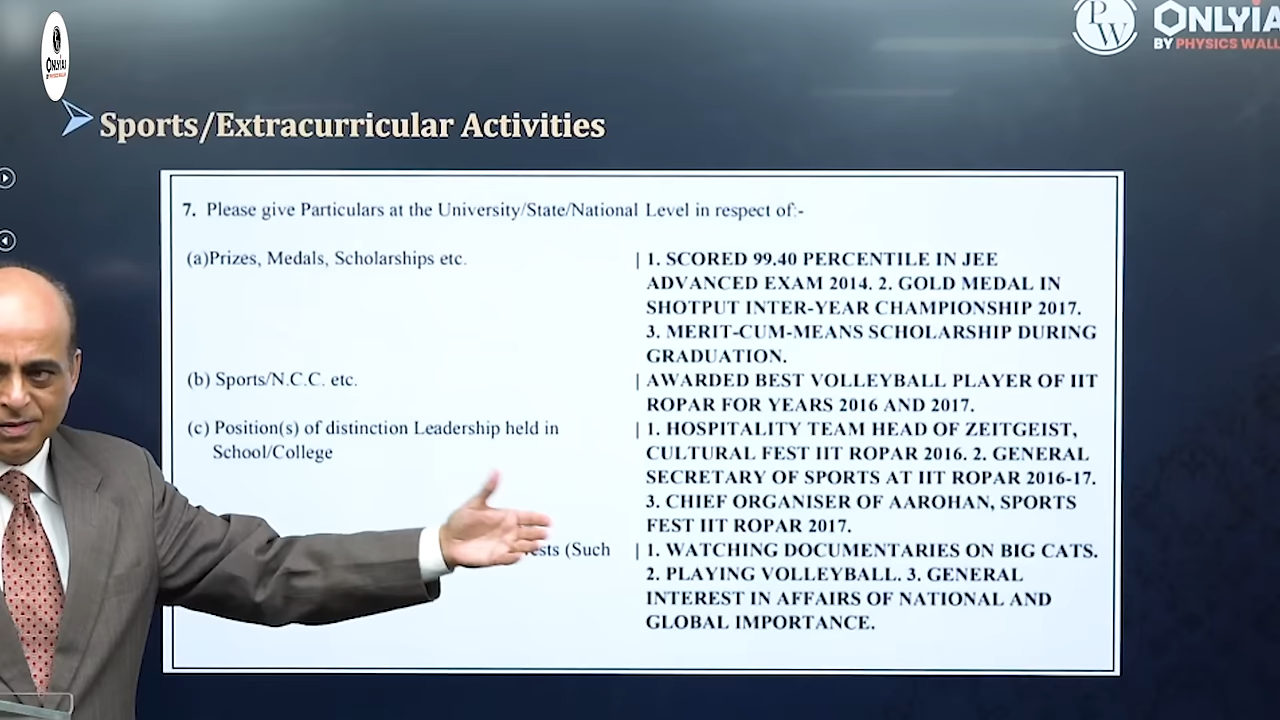 PW
ONLYIA
BY PHYSICS WALL
ONLYIAS
Sports/Extracurricular Activities
7. Please give Particulars at the University/State/National Level in respect of:-
(a)Prizes, Medals, Scholarships etc. | 1. SCORED 99.40 PERCENTILE IN JEE
ADVANCED EXAM 2014. 2. GOLD MEDAL IN
SHOTPUT INTER-YEAR CHAMPIONSHIP 2017.
3. MERIT-CUM-MEANS SCHOLARSHIP DURING
GRADUATION.
(b) Sports/N.C.C. etc. | AWARDED BEST VOLLEYBALL PLAYER OF IIT
ROPAR FOR YEARS 2016 AND 2017.
(c) Position(s) of distinction Leadership held in | 1. HOSPITALITY TEAM HEAD OF ZEITGEIST,
School/College CULTURAL FEST IIT ROPAR 2016. 2. GENERAL
SECRETARY OF SPORTS AT IIT ROPAR 2016-17.
3. CHIEF ORGANISER OF AAROHAN, SPORTS
FEST IIT ROPAR 2017.
(Such | 1. WATCHING DOCUMENTARIES ON BIG CATS.
2. PLAYING VOLLEYBALL. 3. GENERAL
INTEREST IN AFFAIRS OF NATIONAL AND
GLOBAL IMPORTANCE.